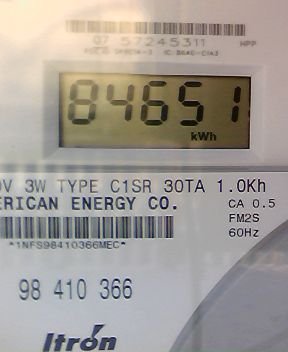 07 57245311 HPP
84651
kWh
0V 3W TYPE C1SR 30TA 1.0Kh
ERICAN ENERGY CO. CA 0.5
FM2S
*1NFS98410366MEC* 60Hz
98 410 366
Itrón